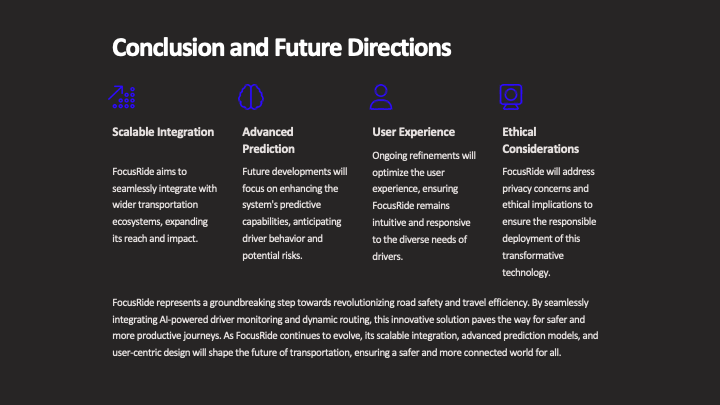 Conclusion and Future Directions
Scalable Integration
FocusRide aims to
seamlessly integrate with
wider transportation
ecosystems, expanding
its reach and impact.
Advanced
Prediction
Future developments will
focus on enhancing the
system's predictive
capabilities, anticipating
driver behavior and
potential risks.
User Experience
Ongoing refinements will
optimize the user
experience, ensuring
FocusRide remains
intuitive and responsive
to the diverse needs of
drivers.
Ethical
Considerations
FocusRide will address
privacy concerns and
ethical implications to
ensure the responsible
deployment of this
transformative
technology.
FocusRide represents a groundbreaking step towards revolutionizing road safety and travel efficiency. By seamlessly
integrating AI-powered driver monitoring and dynamic routing, this innovative solution paves the way for safer and
more productive journeys. As FocusRide continues to evolve, its scalable integration, advanced prediction models, and
user-centric design will shape the future of transportation, ensuring a safer and more connected world for all.